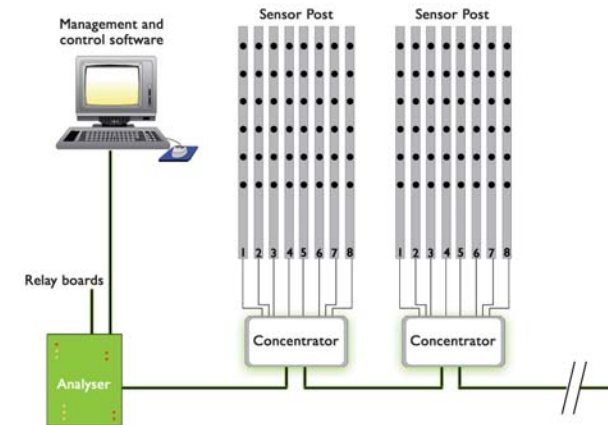 Management and
control software
Sensor Post
Sensor Post
1 2 3 4 5 6 7 8
1 2 3 4 5 6 7 8
Relay boards
Concentrator
Concentrator
Analyser